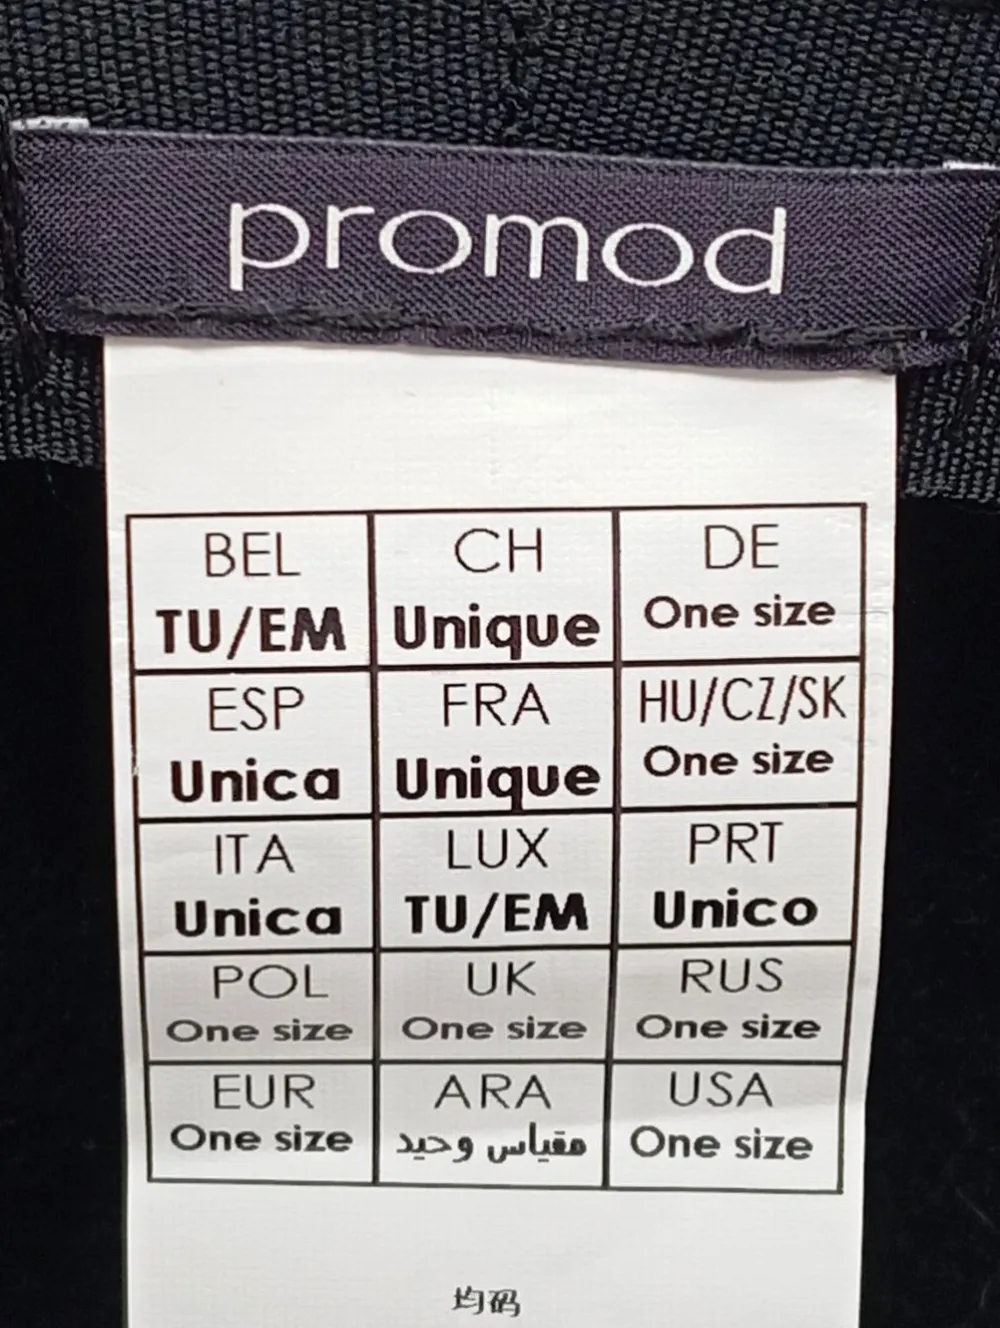 promod
BEL CH DE
TU/EM Unique One size
ESP FRA HU/CZ/SK
Unica Unique One size
ITA LUX PRT
Unica TU/EM Unico
POL UK RUS
One size One size One size
EUR ARA USA
One size مقياس وحيد One size
均码